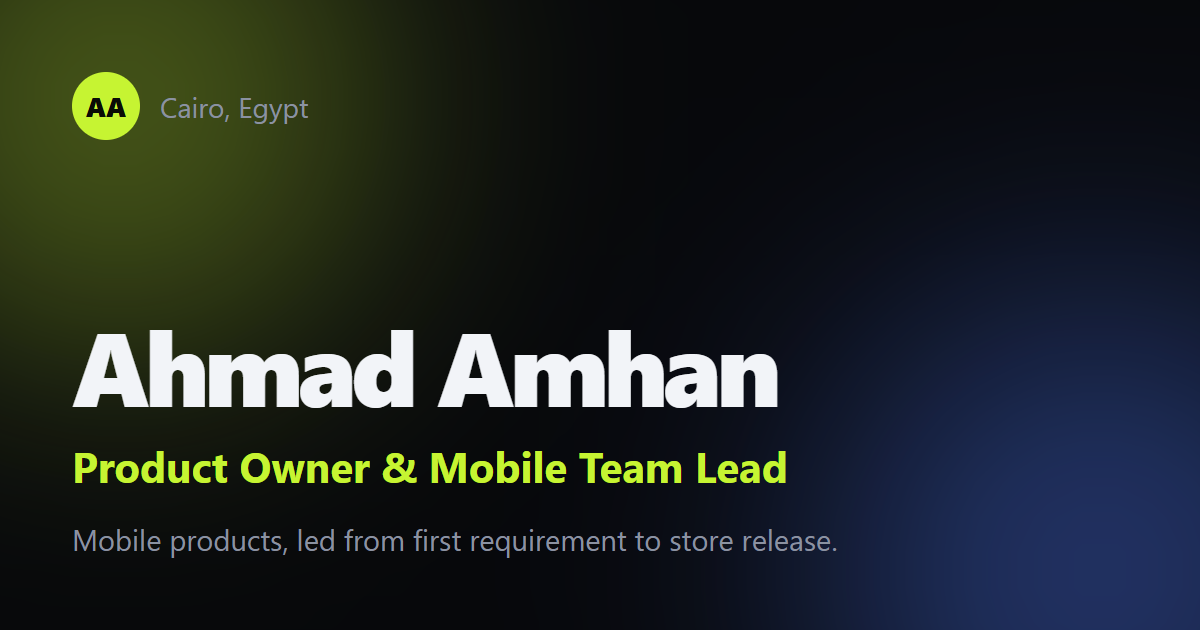 AA
Cairo, Egypt
Ahmad Amhan
Product Owner & Mobile Team Lead
Mobile products, led from first requirement to store release.